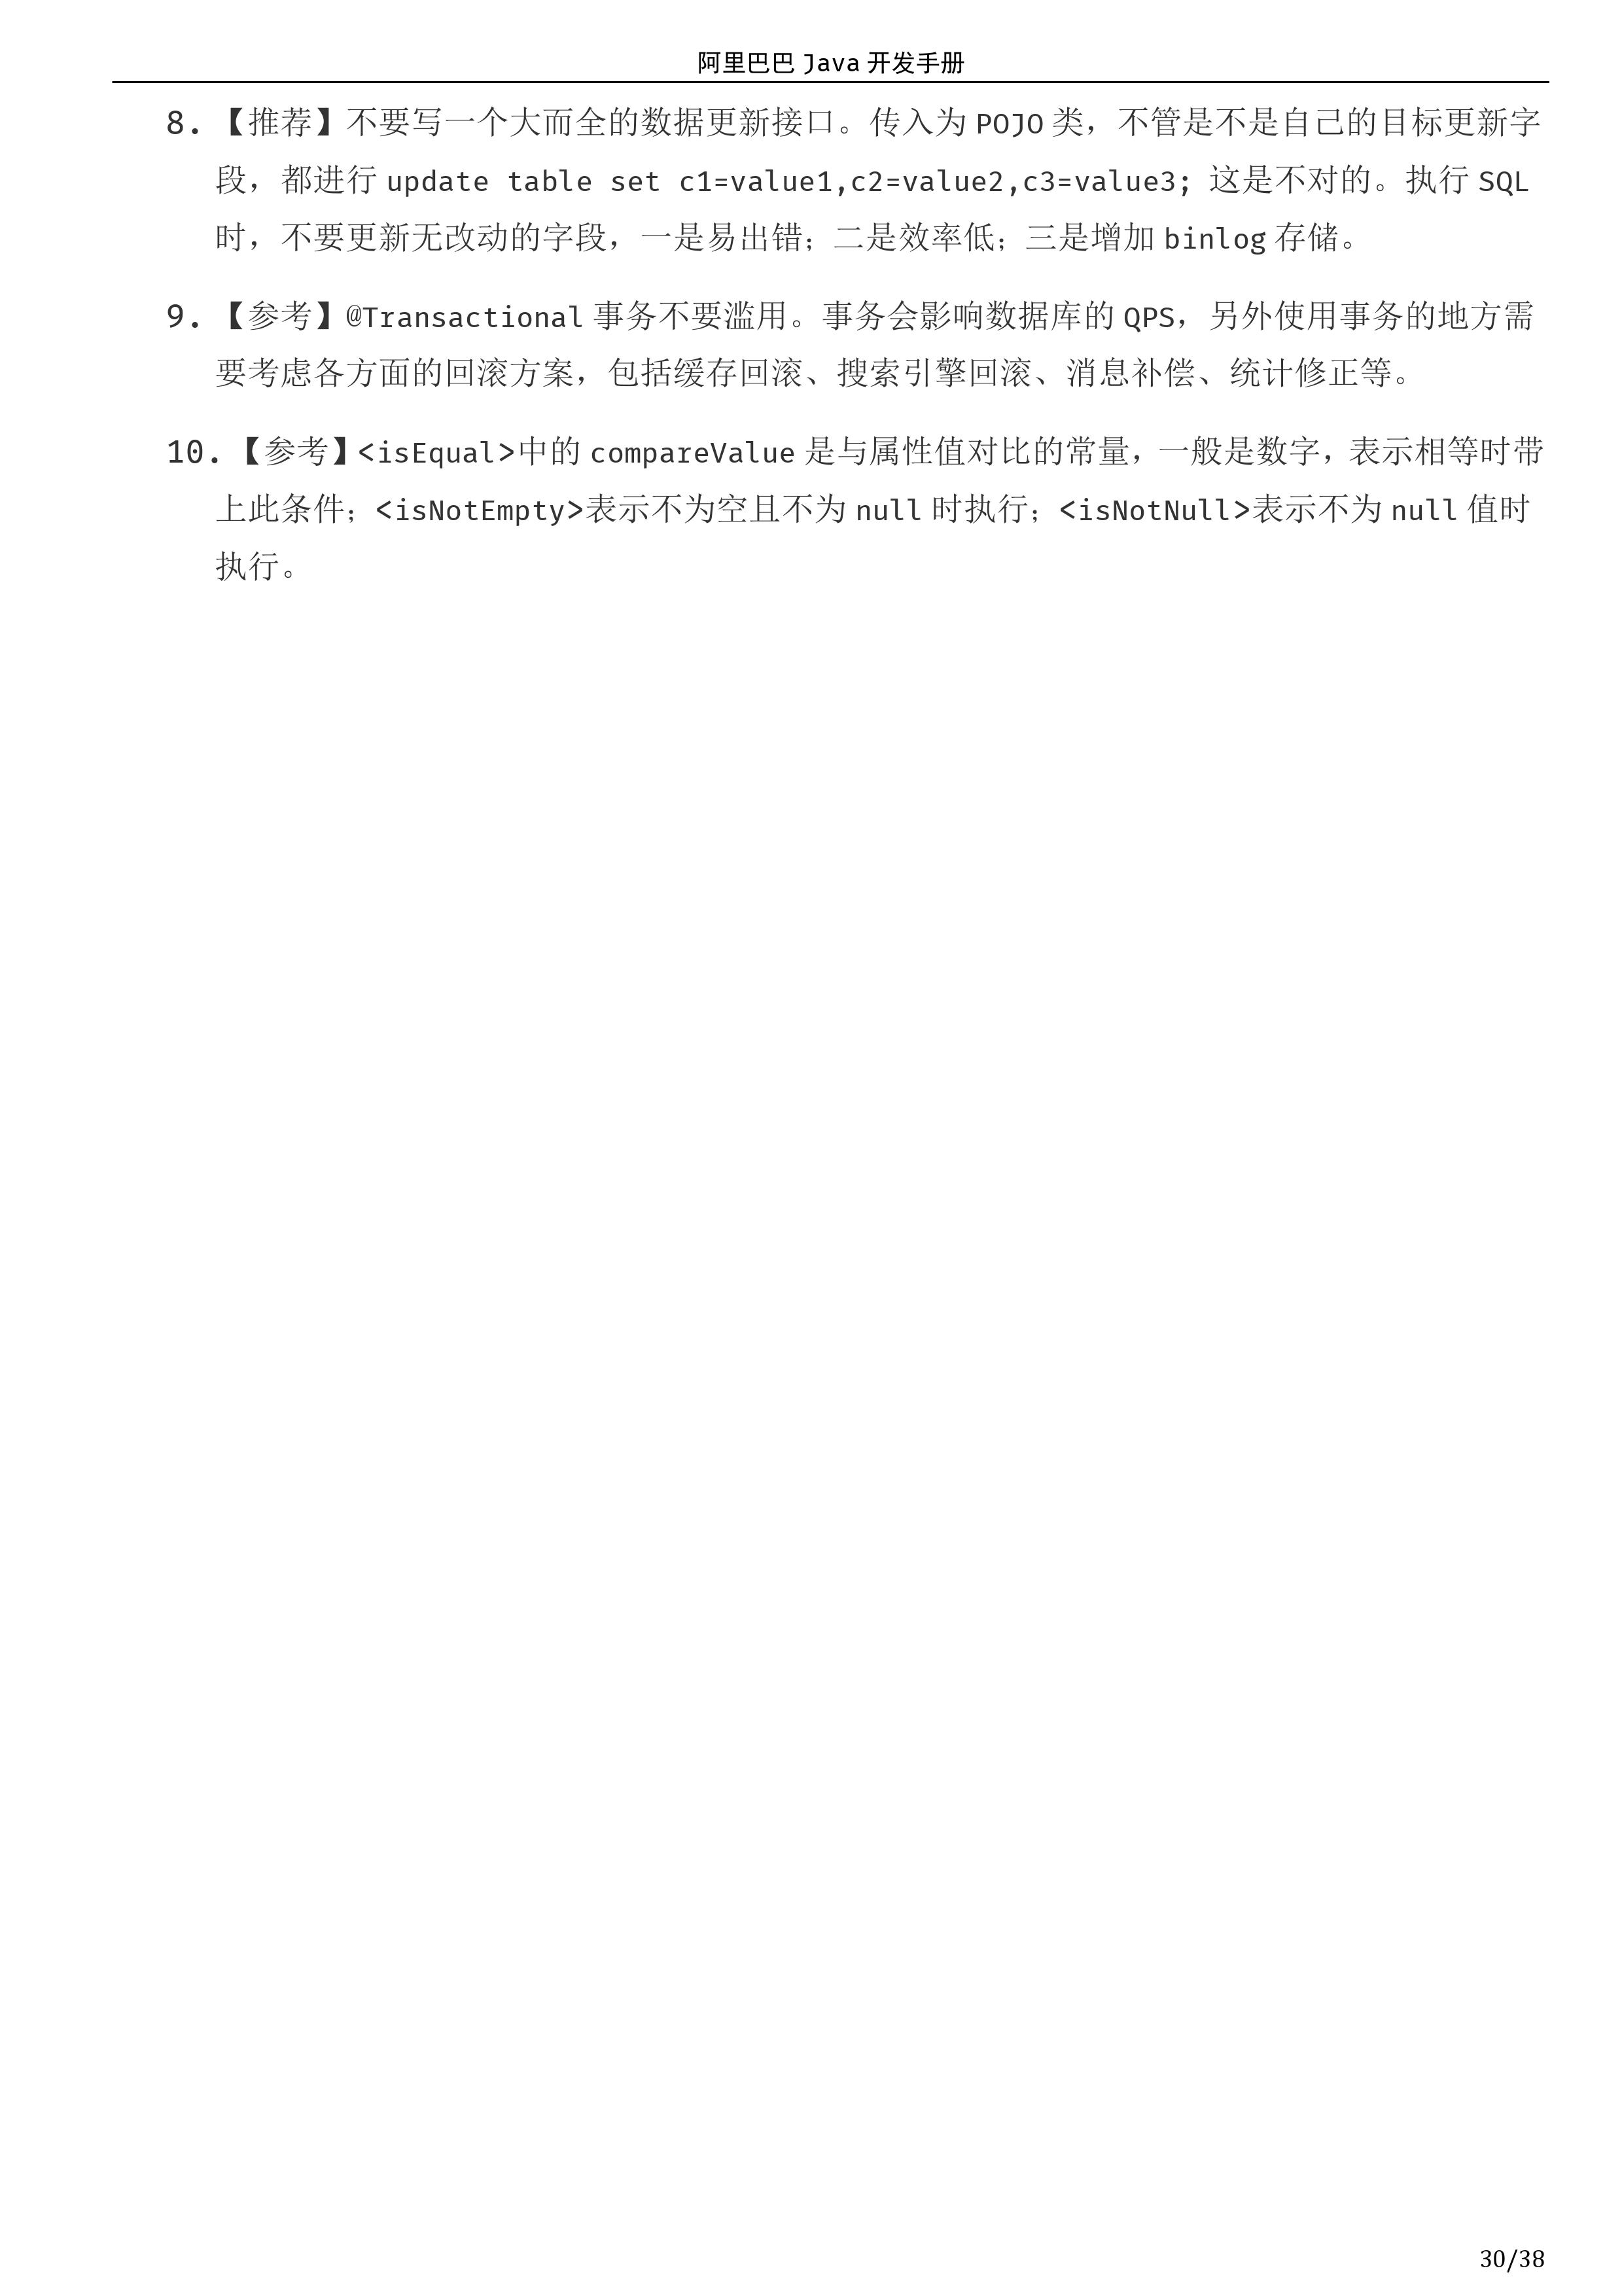 阿里巴巴 Java 开发手册
8. 【推荐】不要写一个大而全的数据更新接口。传入为 POJO 类，不管是不是自己的目标更新字
段，都进行 update table set c1=value1,c2=value2,c3=value3; 这是不对的。执行 SQL
时，不要更新无改动的字段，一是易出错；二是效率低；三是增加 binlog 存储。
9. 【参考】@Transactional 事务不要滥用。事务会影响数据库的 QPS，另外使用事务的地方需
要考虑各方面的回滚方案，包括缓存回滚、搜索引擎回滚、消息补偿、统计修正等。
10. 【参考】<isEqual>中的 compareValue 是与属性值对比的常量，一般是数字，表示相等时带
上此条件；<isNotEmpty>表示不为空且不为 null 时执行；<isNotNull>表示不为 null 值时
执行。
30/38